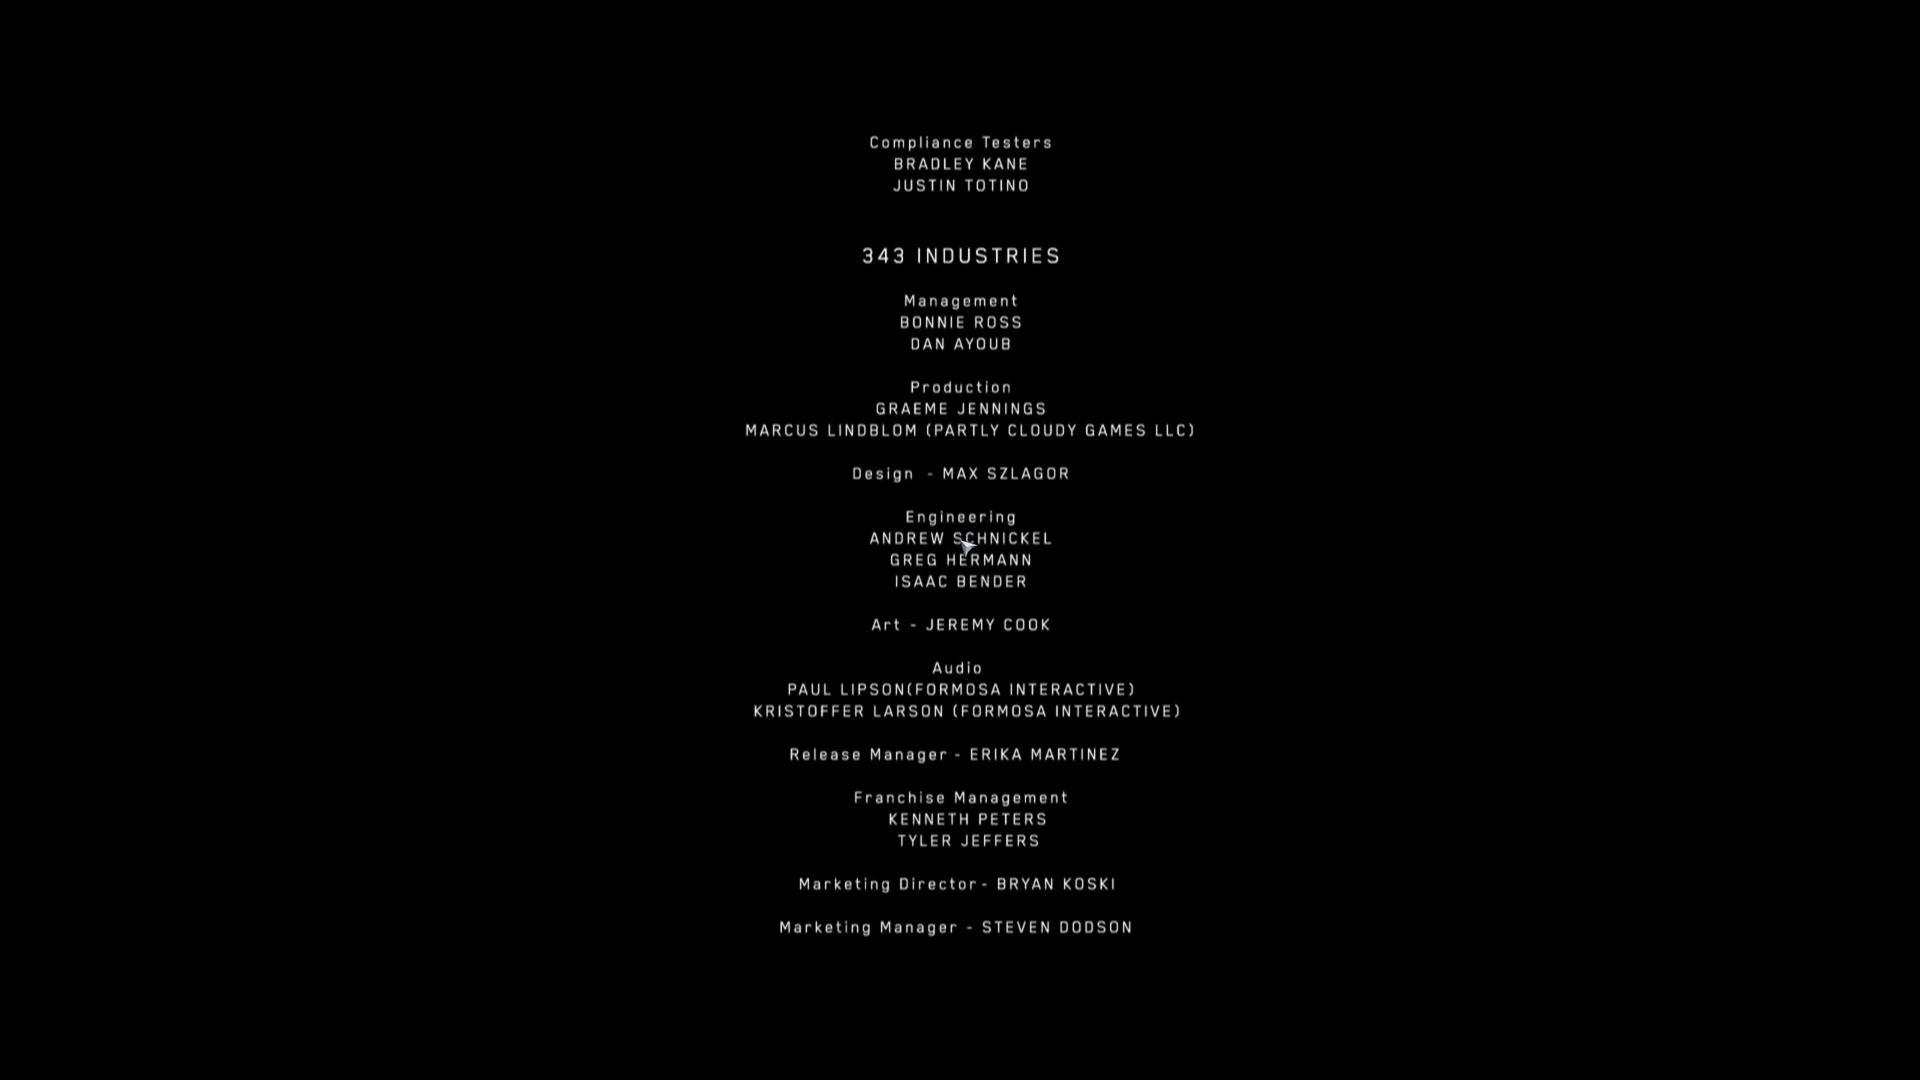 Compliance Testers
BRADLEY KANE
JUSTIN TOTINO
343 INDUSTRIES
Management
BONNIE ROSS
DAN AYOUB
Production
GRAEME JENNINGS
MARCUS LINDBLOM (PARTLY CLOUDY GAMES LLC)
Design - MAX SZLAGOR
Engineering
ANDREW SCHNICKEL
GREG HERMANN
ISAAC BENDER
Art - JEREMY COOK
Audio
PAUL LIPSON(FORMOSA INTERACTIVE)
KRISTOFFER LARSON (FORMOSA INTERACTIVE)
Release Manager - ERIKA MARTINEZ
Franchise Management
KENNETH PETERS
TYLER JEFFERS
Marketing Director- BRYAN KOSKI
Marketing Manager - STEVEN DODSON